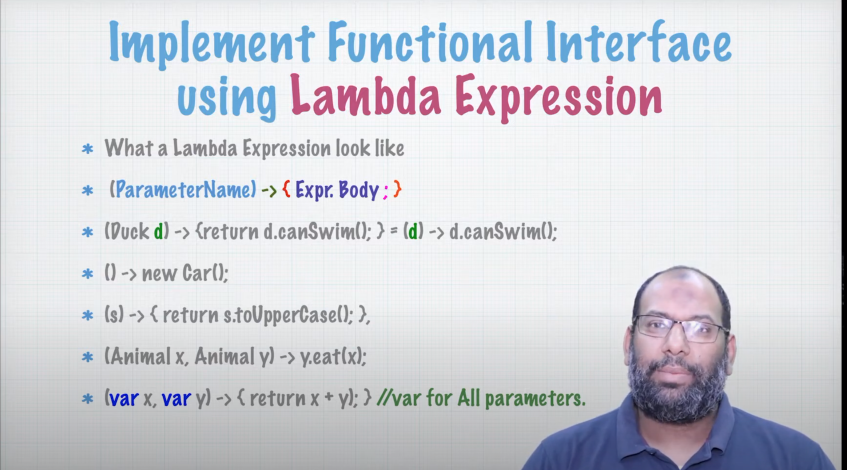 Implement Functional Interface
using Lambda Expression
* What a Lambda Expression look like
* (ParameterName) -> { Expr. Body ; }
* (Duck d) -> {return d.canSwim(); } = (d) -> d.canSwim();
* () -> new Car();
* (s) -> { return s.toUpperCase(); },
* (Animal x, Animal y) -> y.eat(x);
* (var x, var y) -> { return x + y); } //var for All parameters.